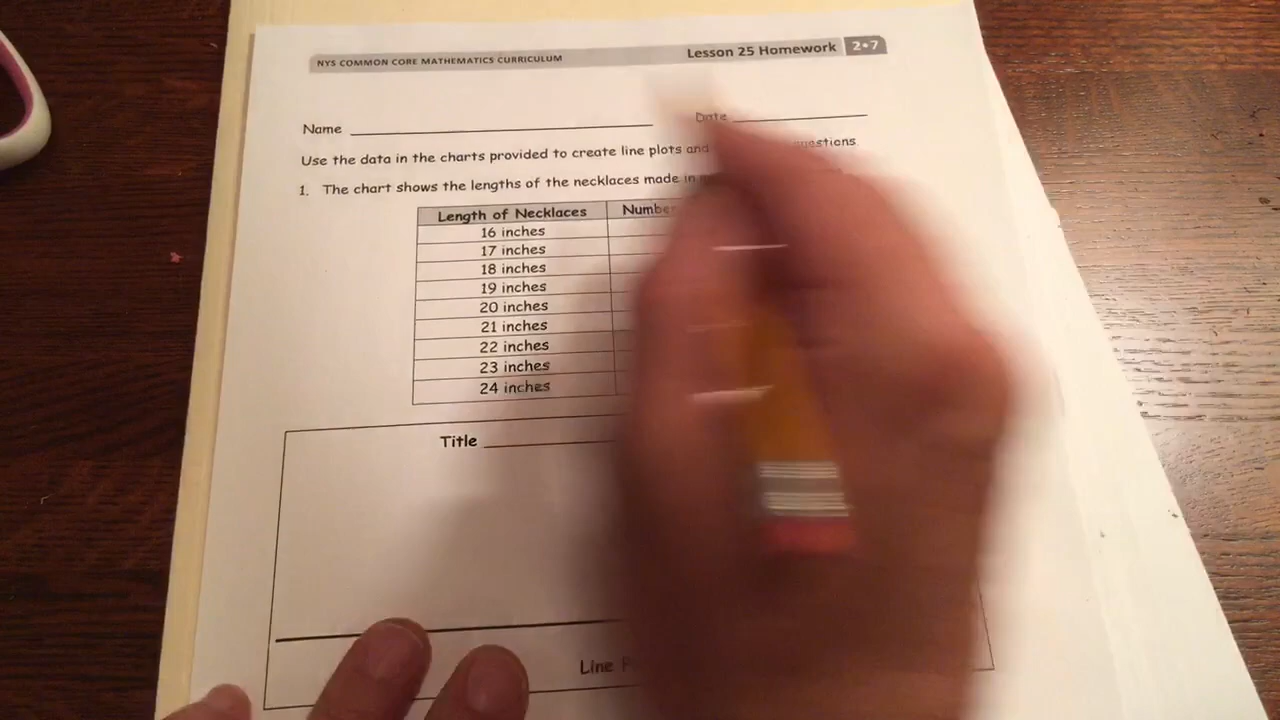 NYS COMMON CORE MATHEMATICS CURRICULUM Lesson 25 Homework 2•7
Name Date
Use the data in the charts provided to create line plots and
1. The chart shows the lengths of the necklaces made in
Length of Necklaces
16 inches
17 inches
18 inches
19 inches
20 inches
21 inches
22 inches
23 inches
24 inches
Title
Line